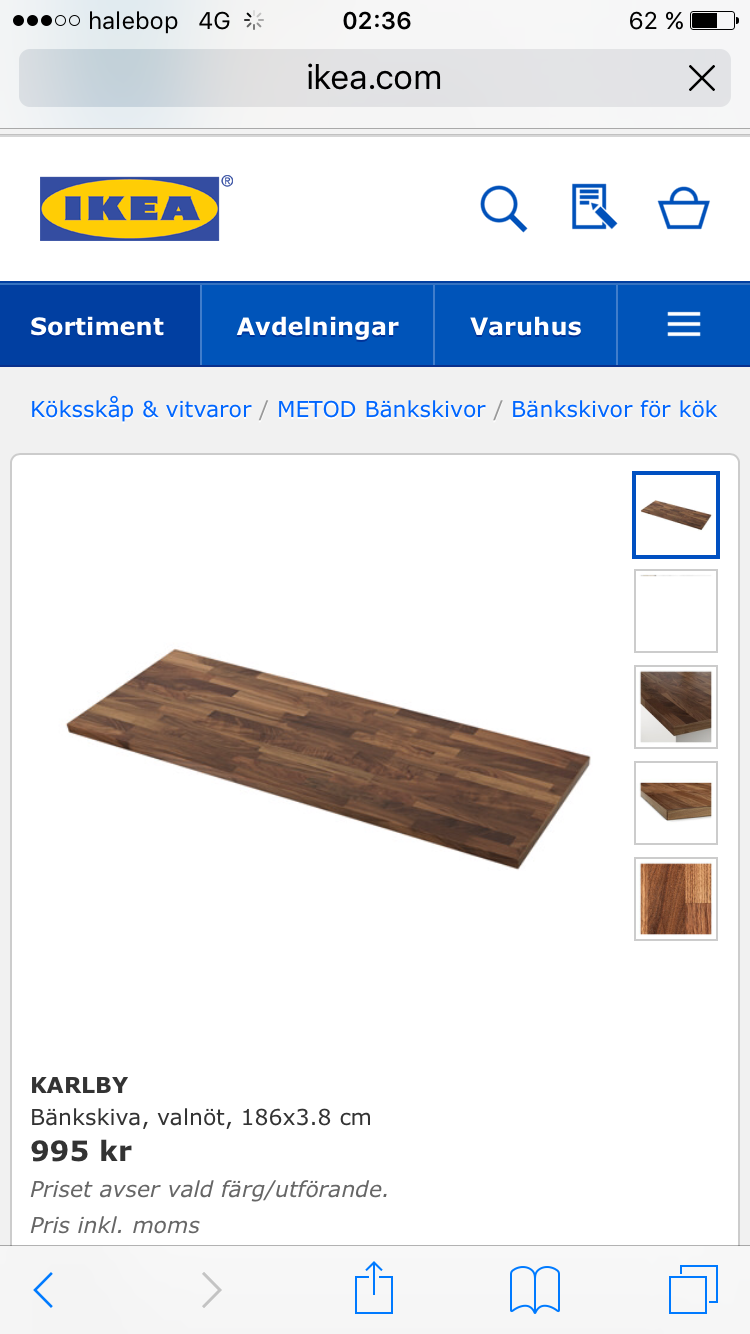 halebop 4G 02:36 62 %
ikea.com
IKEA®
Sortiment Avdelningar Varuhus
Köksskåp & vitvaror / METOD Bänkskivor / Bänkskivor för kök
KARLBY
Bänkskiva, valnöt, 186x3.8 cm
995 kr
Priset avser vald färg/utförande.
Pris inkl. moms